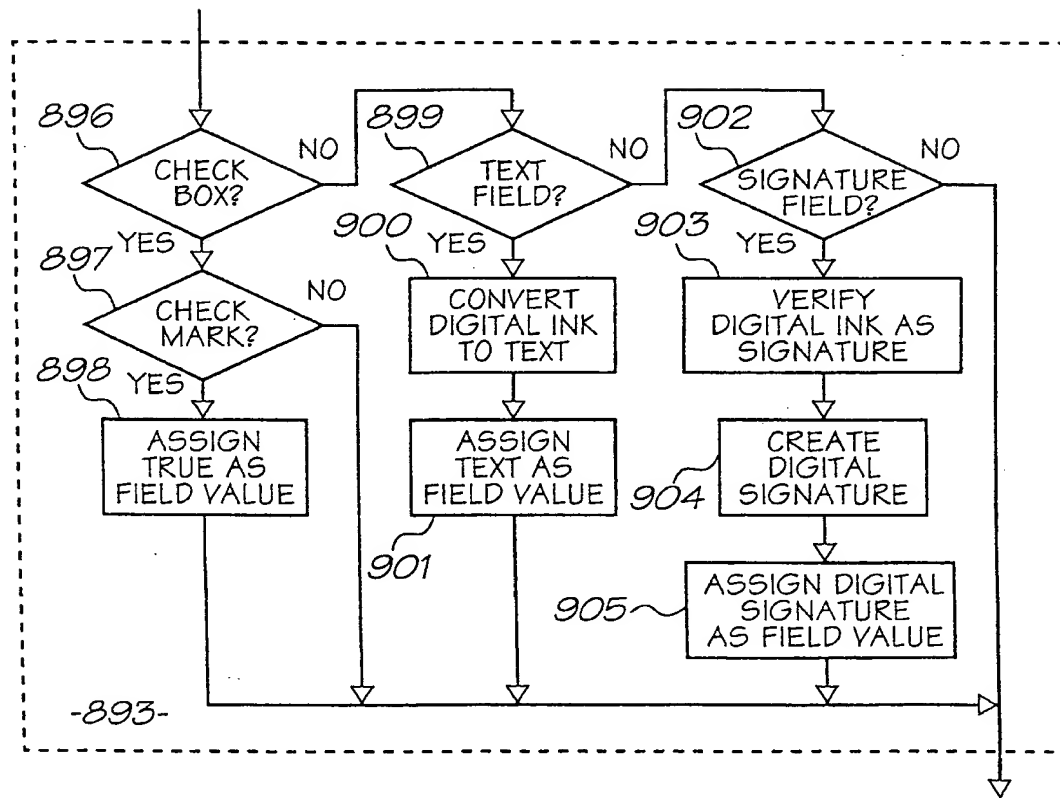 896
CHECK
BOX?
NO
YES
897
CHECK
MARK?
NO
YES
898
ASSIGN
TRUE AS
FIELD VALUE
899
TEXT
FIELD?
NO
YES
900
CONVERT
DIGITAL INK
TO TEXT
ASSIGN
TEXT AS
FIELD VALUE
901
902
SIGNATURE
FIELD?
NO
YES
903
VERIFY
DIGITAL INK AS
SIGNATURE
CREATE
DIGITAL
SIGNATURE
904
ASSIGN DIGITAL
SIGNATURE
AS FIELD VALUE
905
-893-